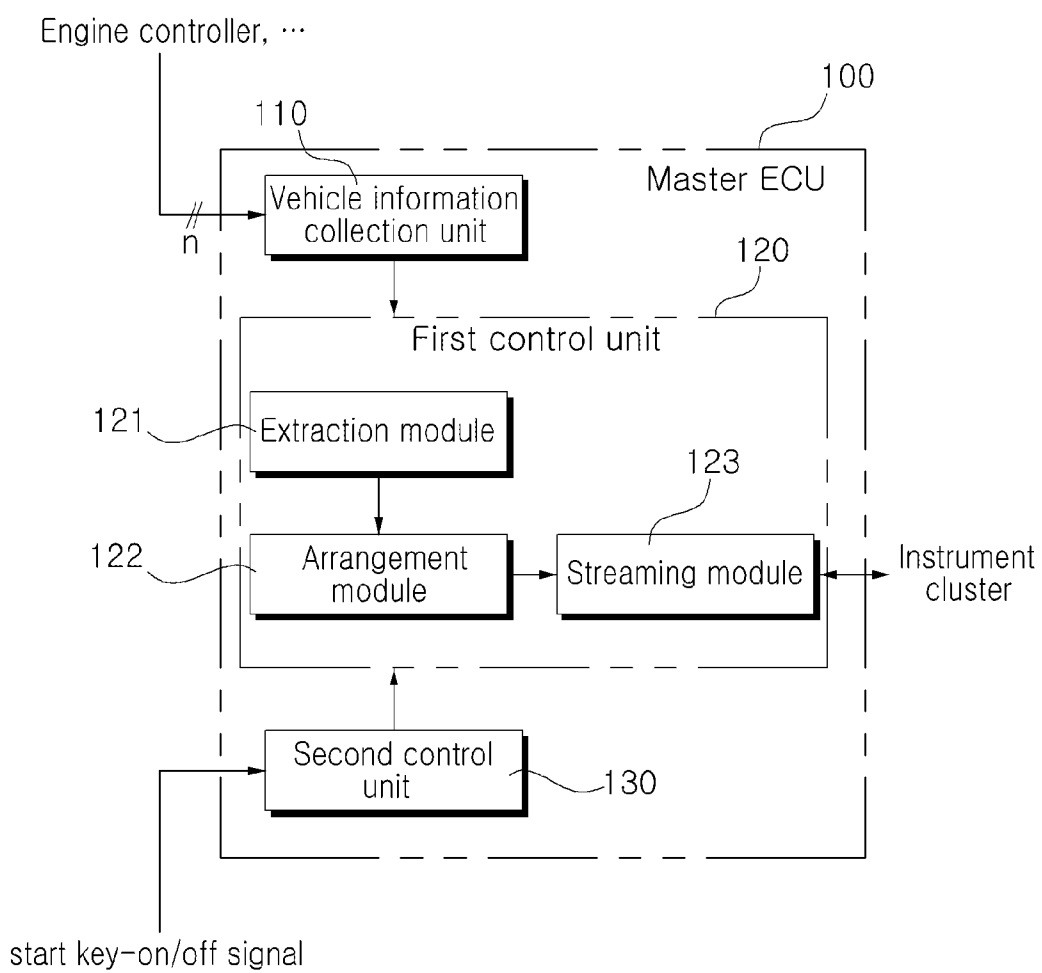 Engine controller, ⋯
100
110
Master ECU
Vehicle information
collection unit
n
120
First control unit
121
Extraction module
123
122
Arrangement
module
Streaming module
Instrument
cluster
Second control
unit
130
start key-on/off signal